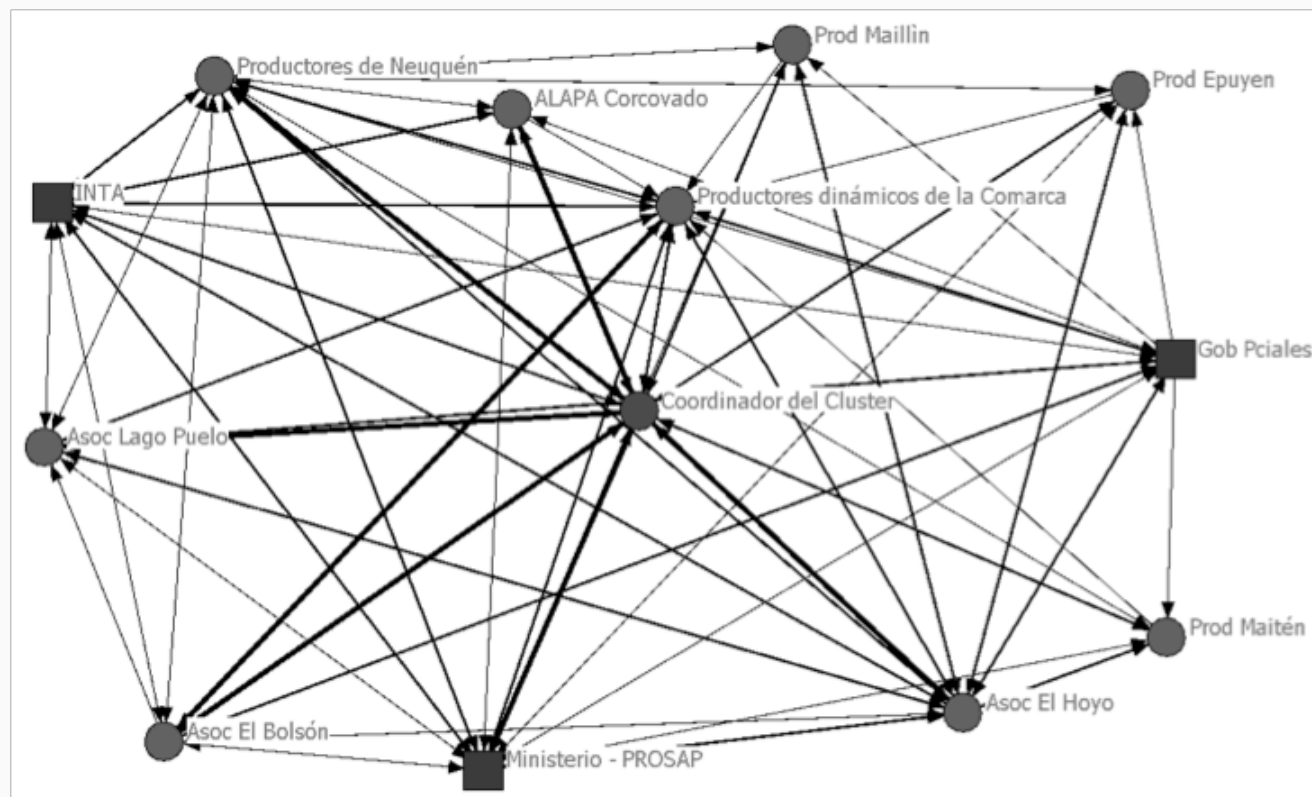 Prod Maillìn
Productores de Neuquén
Prod Epuyen
ALAPA Corcovado
INTA
Productores dinámicos de la Comarca
Gob Pciales
Coordinador del Cluster
Asoc Lago Puelo
Prod Maitén
Asoc El Hoyo
Asoc El Bolsón
Ministerio - PROSAP